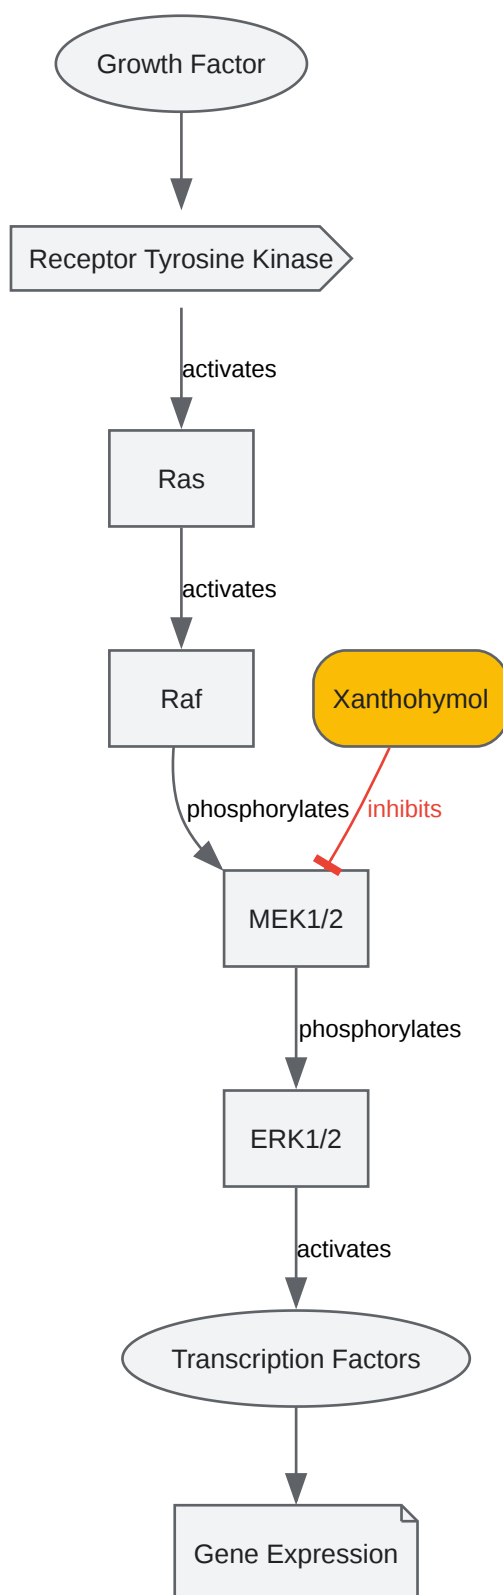 Growth Factor
Receptor Tyrosine Kinase
activates
Ras
activates
Raf
Xanthohymol
phosphorylates
inhibits
MEK1/2
phosphorylates
ERK1/2
activates
Transcription Factors
Gene Expression